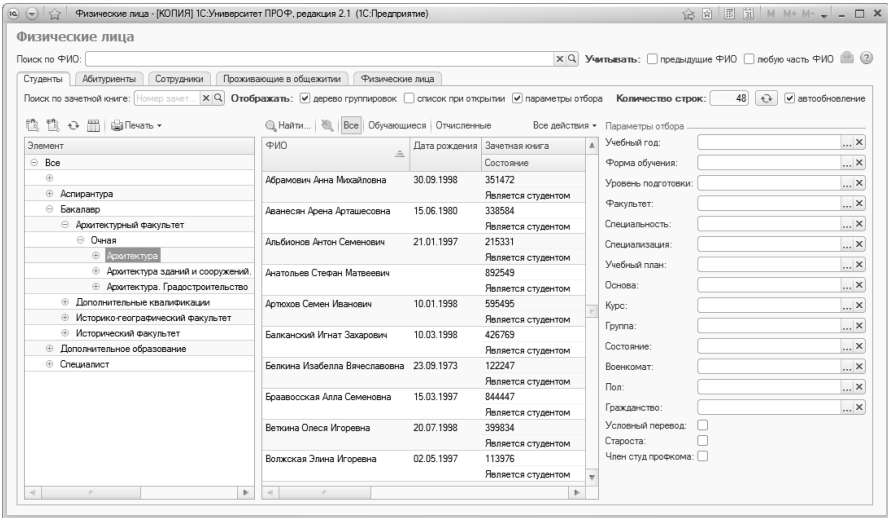 Физические лица - [КОПИЯ] 1С:Университет ПРОФ, редакция 2.1 (1С:Предприятие)
M M+ M-
Физические лица
Поиск по ФИО: Учитывать: предыдущие ФИО любую часть ФИО
Студенты Абитуриенты Сотрудники Проживающие в общежитии Физические лица
Поиск по зачетной книге: Номер зачет... Отображать: дерево группировок список при открытии параметры отбора Количество строк: 48 автообновление
Печать Найти... Все Обучающиеся Отчисленные Все действия
Элемент
Все
Аспирантура
Бакалавр
Архитектурный факультет
Очная
Архитектура
Архитектура зданий и сооружений.
Архитектура. Градостроительство
Дополнительные квалификации
Историко-географический факультет
Исторический факультет
Дополнительное образование
Специалист
ФИО Дата рождения Зачетная книга
Состояние
Абрамович Анна Михайловна 30.09.1998 351472
Является студентом
Аванесян Арена Арташесовна 15.06.1980 338584
Является студентом
Альбионов Антон Семенович 21.01.1997 215331
Является студентом
Анатольев Стефан Матвеевич 892549
Является студентом
Артюхов Семен Иванович 10.01.1998 595495
Является студентом
Балканский Игнат Захарович 10.03.1998 426769
Является студентом
Белкина Изабелла Вячеславовна 23.09.1973 122247
Является студентом
Браавосская Алла Семеновна 15.03.1997 844447
Является студентом
Веткина Олеся Игоревна 20.07.1998 399834
Является студентом
Волжская Элина Игоревна 02.05.1997 113976
Является студентом
Параметры отбора
Учебный год:
Форма обучения:
Уровень подготовки:
Факультет:
Специальность:
Специализация:
Учебный план:
Основа:
Курс:
Группа:
Состояние:
Военкомат:
Пол:
Гражданство:
Условный перевод:
Староста:
Член студ профкома: